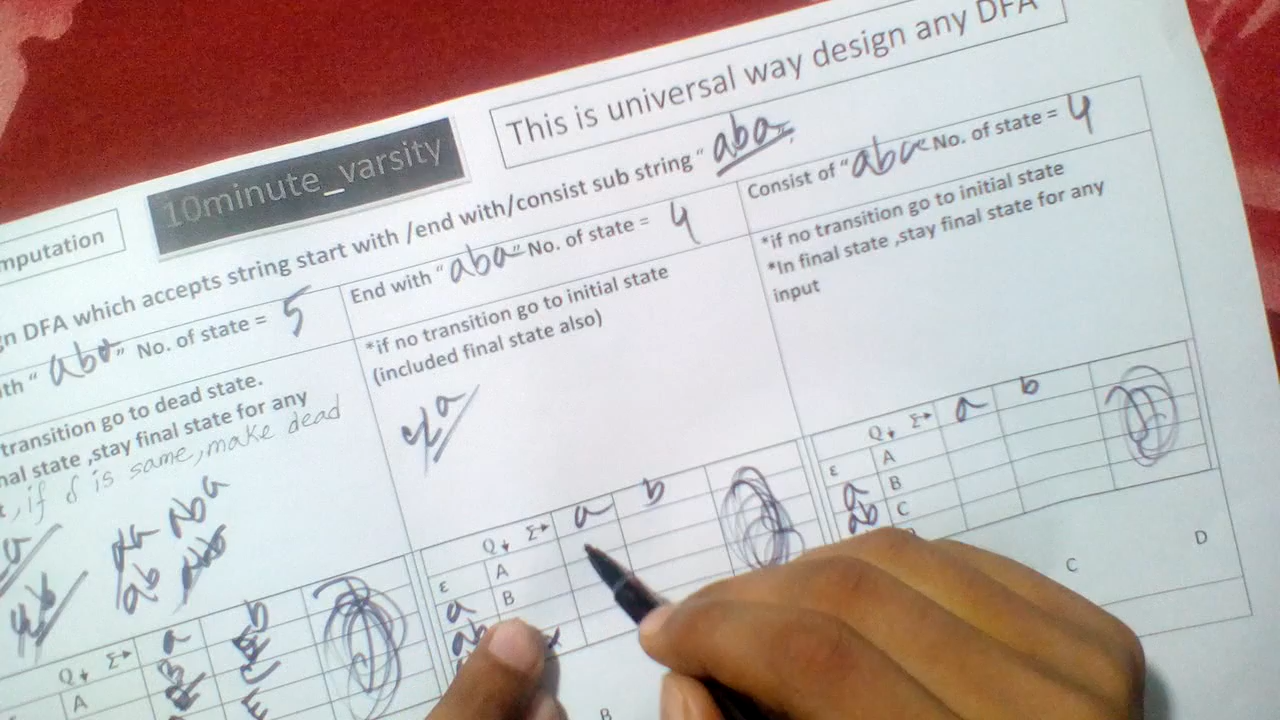 This is universal way design any DFA
10minute_varsity
mputation
gn DFA which accepts string start with /end with/consist sub string " aba"
ith " aba" No. of state = 5
End with " aba" No. of state = 4
Consist of " aba No. of state = 4
transition go to dead state.
nal state ,stay final state for any
, if δ is same, make dead
*if no transition go to initial state
(included final state also)
*if no transition go to initial state
*In final state ,stay final state for any
input
Q↓ Σ→ a b
A
Q↓ Σ→ a b
ε A
a B
ab
Q↓ Σ→ a b
ε A
a B
ab C
B
C
D